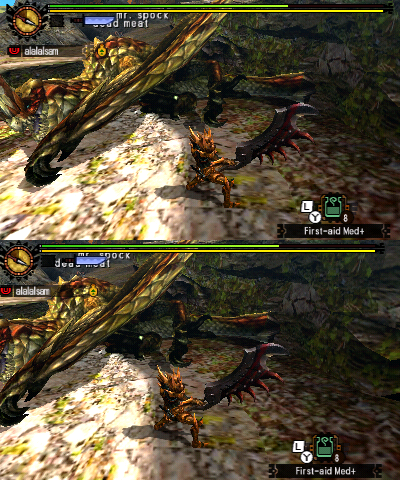 mr. spock
dead meat
alalalsam
L
Y
8
First-aid Med+
mr. spock
dead meat
alalalsam
L
Y
8
First-aid Med+